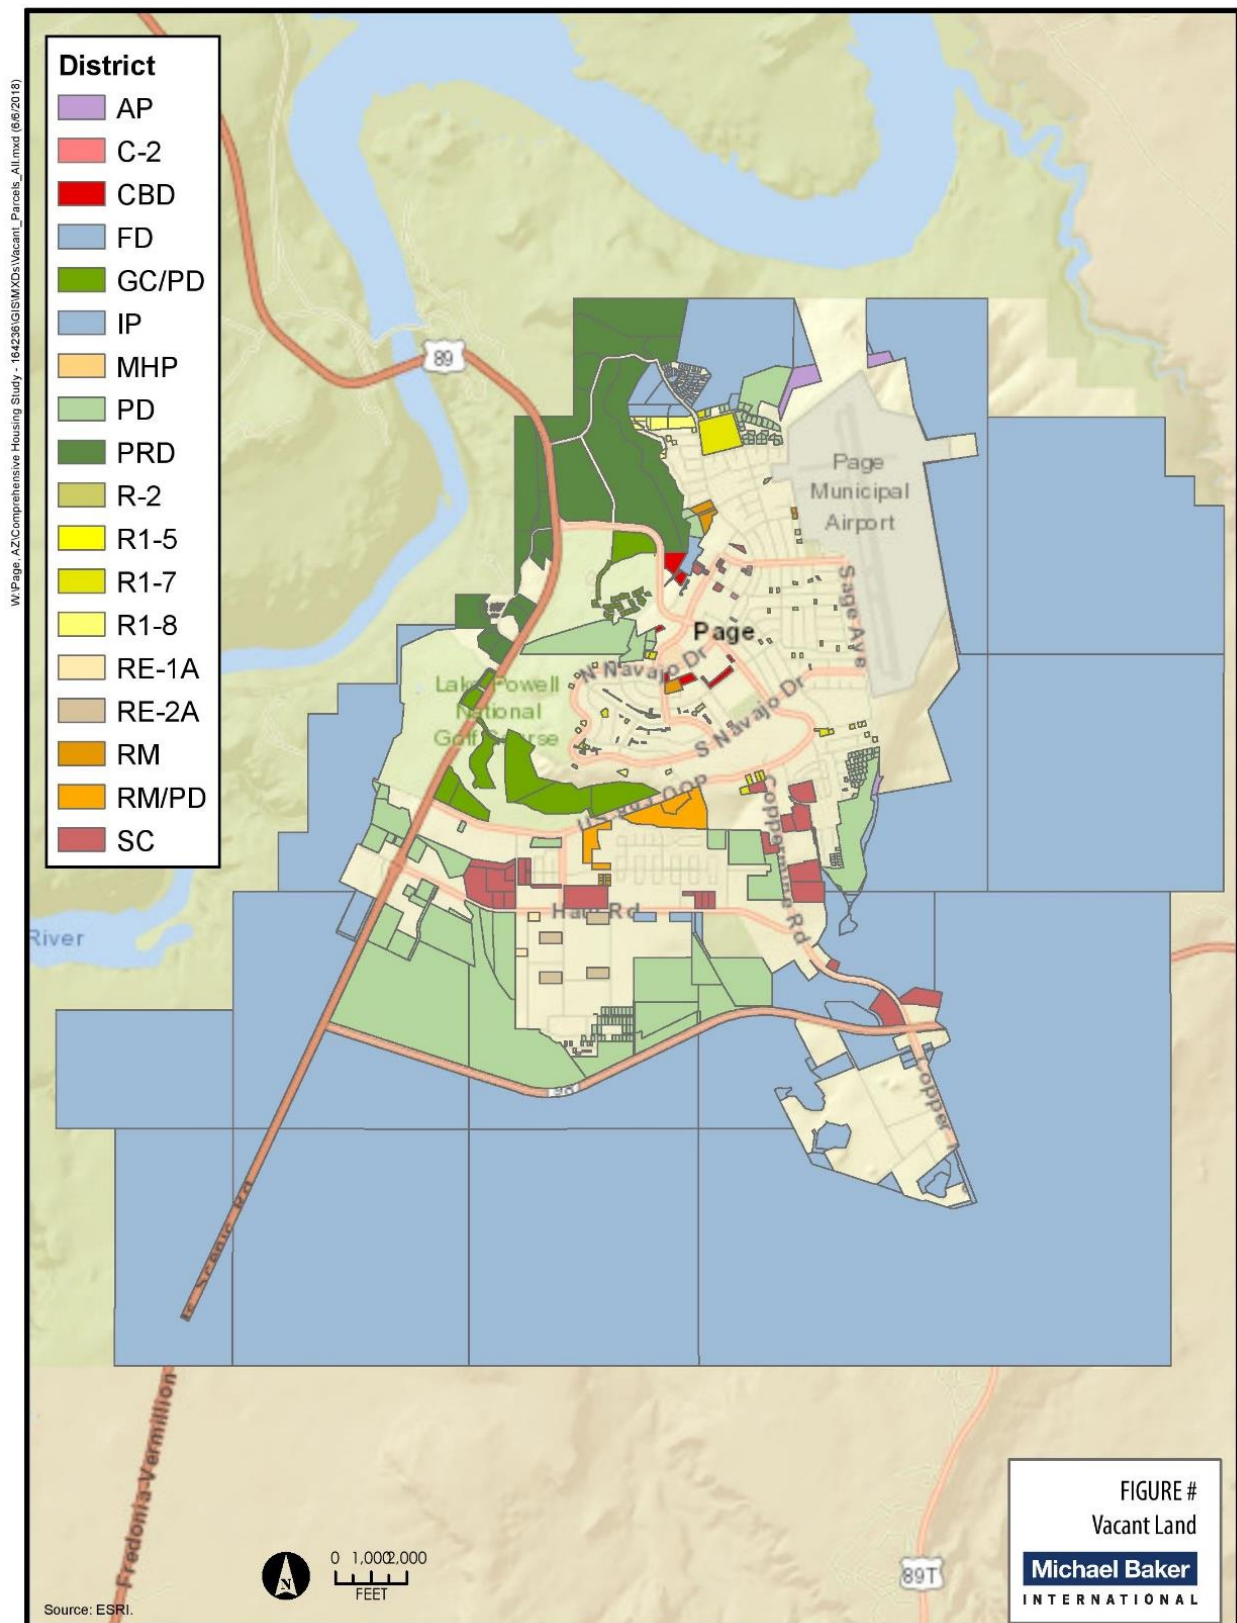 W:\Page, AZ\Comprehensive Housing Study - 164236\GIS\MXDs\Vacant_Parcels_All.mxd (6/6/2018)
District
AP
C-2
CBD
FD
GC/PD
IP
MHP
PD
PRD
R-2
R1-5
R1-7
R1-8
RE-1A
RE-2A
RM
RM/PD
SC
89
Page
Municipal
Airport
Sage Ave
Page
N Navajo Dr
Lake Powell
National
Golf Course
S Navajo Dr
Coppermine Rd
Haul Rd
River
98
Copper
Scenic Rd
Fredonia-Vermillion
89T
0 1,000 2,000
FEET
N
Source: ESRI.
FIGURE #
Vacant Land
Michael Baker
INTERNATIONAL